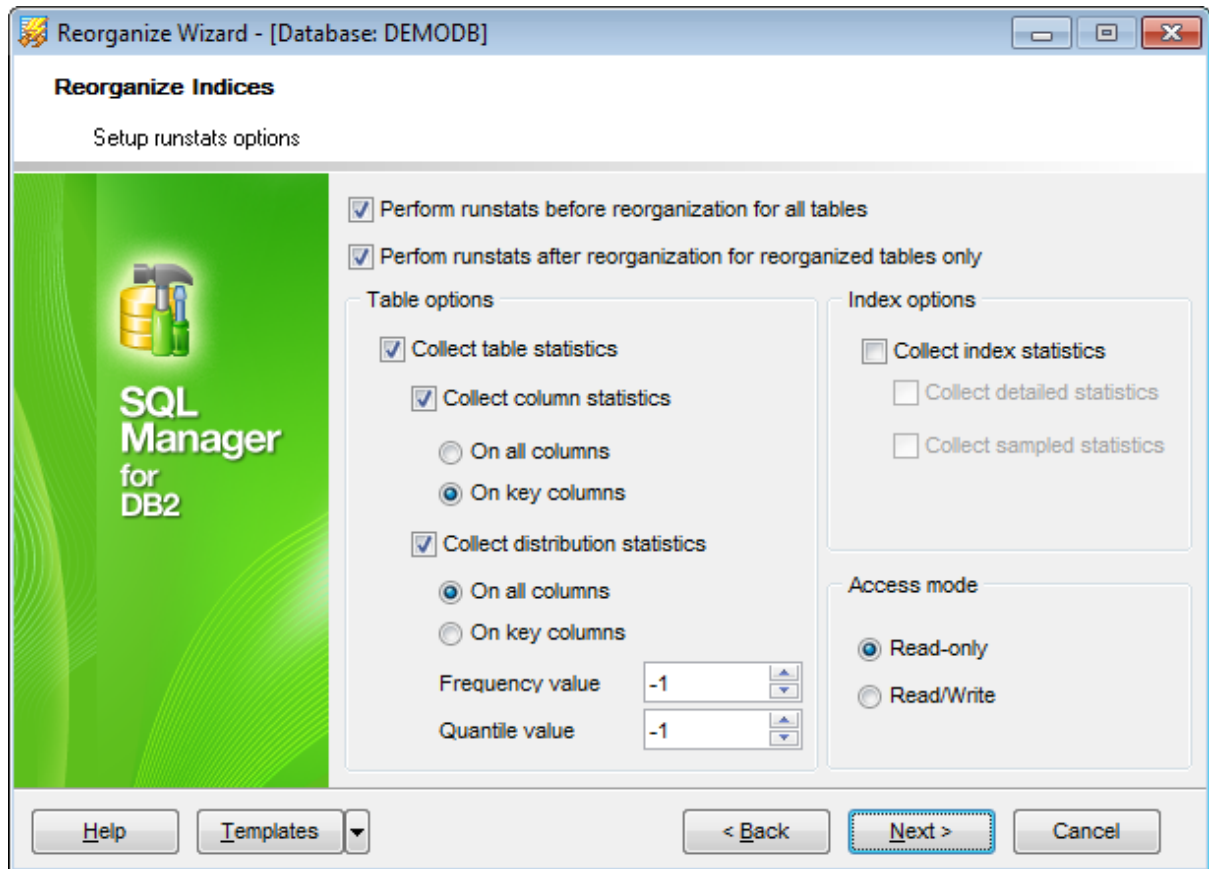 Reorganize Wizard - [Database: DEMODB]
Reorganize Indices
Setup runstats options
SQL
Manager
for
DB2
Perform runstats before reorganization for all tables
Perfom runstats after reorganization for reorganized tables only
Table options
Collect table statistics
Collect column statistics
On all columns
On key columns
Collect distribution statistics
On all columns
On key columns
Frequency value -1
Quantile value -1
Index options
Collect index statistics
Collect detailed statistics
Collect sampled statistics
Access mode
Read-only
Read/Write
Help Templates < Back Next > Cancel